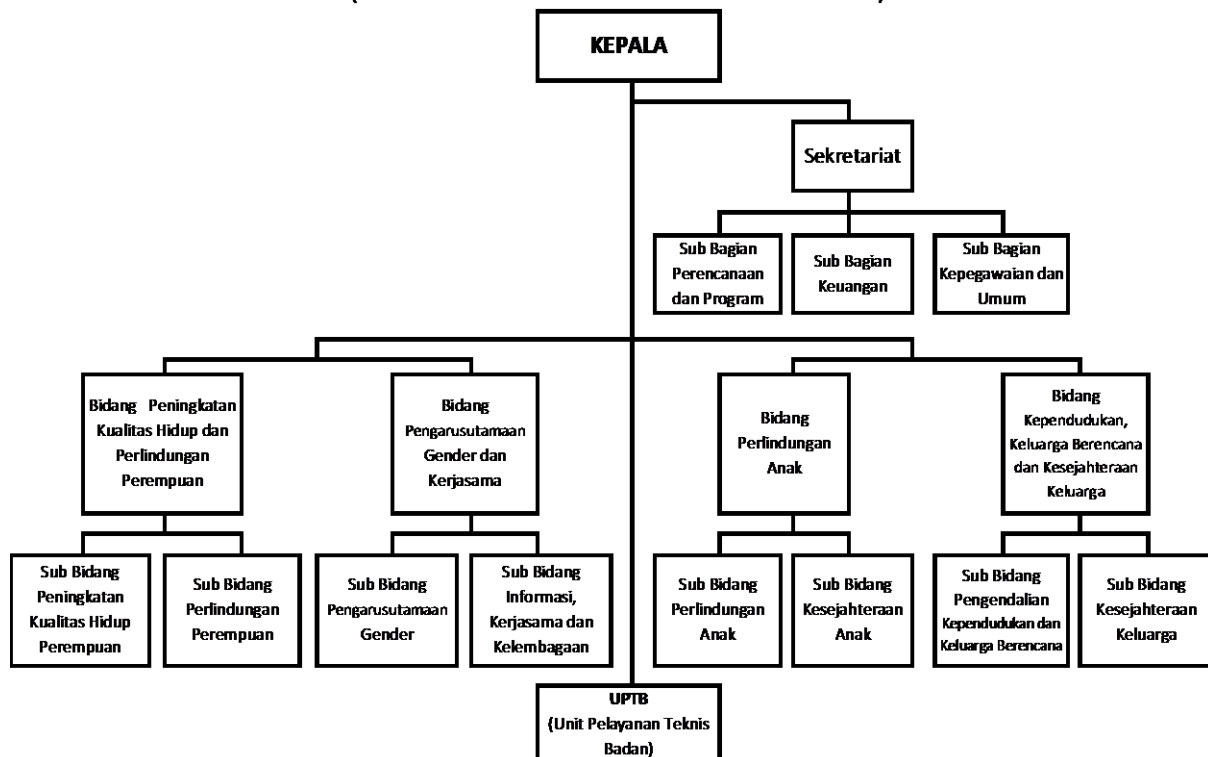 KEPALA
Sekretariat
Sub Bagian
Perencanaan
dan Program
Sub Bagian
Keuangan
Sub Bagian
Kepegawaian dan
Umum
Bidang Peningkatan
Kualitas Hidup dan
Perlindungan
Perempuan
Bidang
Pengarusutamaan
Gender dan
Kerjasama
Bidang
Perlindungan
Anak
Bidang
Kependudukan,
Keluarga Berencana
dan Kesejahteraan
Keluarga
Sub Bidang
Peningkatan
Kualitas Hidup
Perempuan
Sub Bidang
Perlindungan
Perempuan
Sub Bidang
Pengarusutamaan
Gender
Sub Bidang
Informasi,
Kerjasama dan
Kelembagaan
Sub Bidang
Perlindungan
Anak
Sub Bidang
Kesejahteraan
Anak
Sub Bidang
Pengendalian
Kependudukan dan
Keluarga Berencana
Sub Bidang
Kesejahteraan
Keluarga
UPTB
(Unit Pelayanan Teknis
Badan)